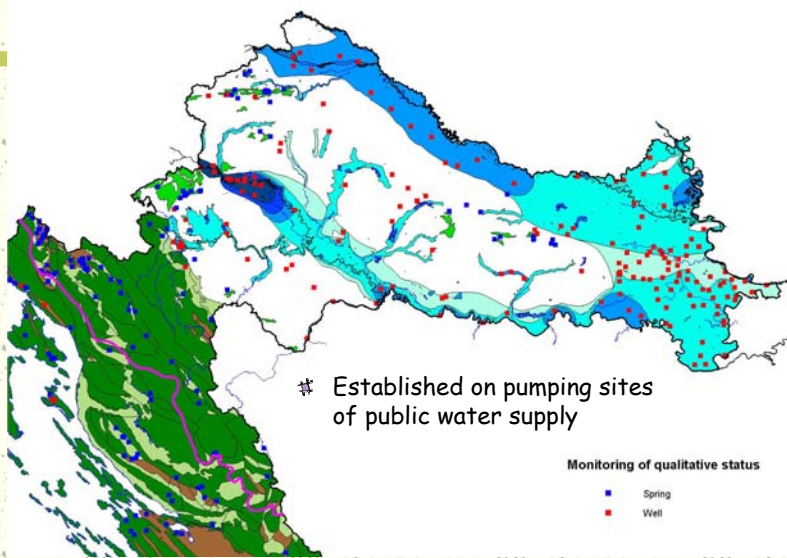 Established on pumping sites
of public water supply
Monitoring of qualitative status
Spring
Well